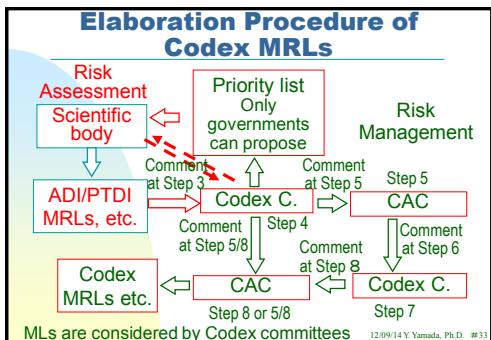 Elaboration Procedure of
Codex MRLs
Risk
Assessment
Scientific
body
Priority list
Only
governments
can propose
Risk
Management
Comment
at Step 3
Comment
at Step 5
Step 5
ADI/PTDI
MRLs, etc.
Codex C.
Step 4
CAC
Comment
at Step 5/8
Comment
at Step 6
Comment
at Step 8
Codex
MRLs etc.
CAC
Codex C.
Step 8 or 5/8
Step 7
MLs are considered by Codex committees
12/09/14 Y. Yamada, Ph.D. #33